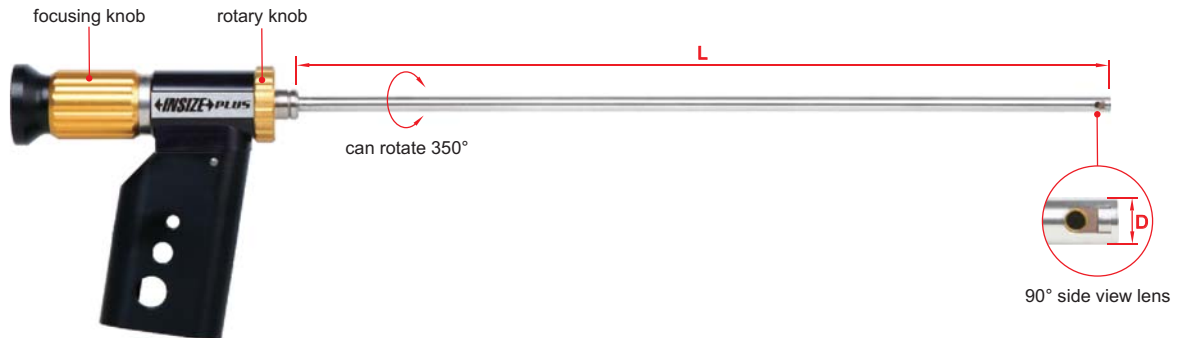 focusing knob
rotary knob
L
INSIZE PLUS
can rotate 350°
D
90° side view lens